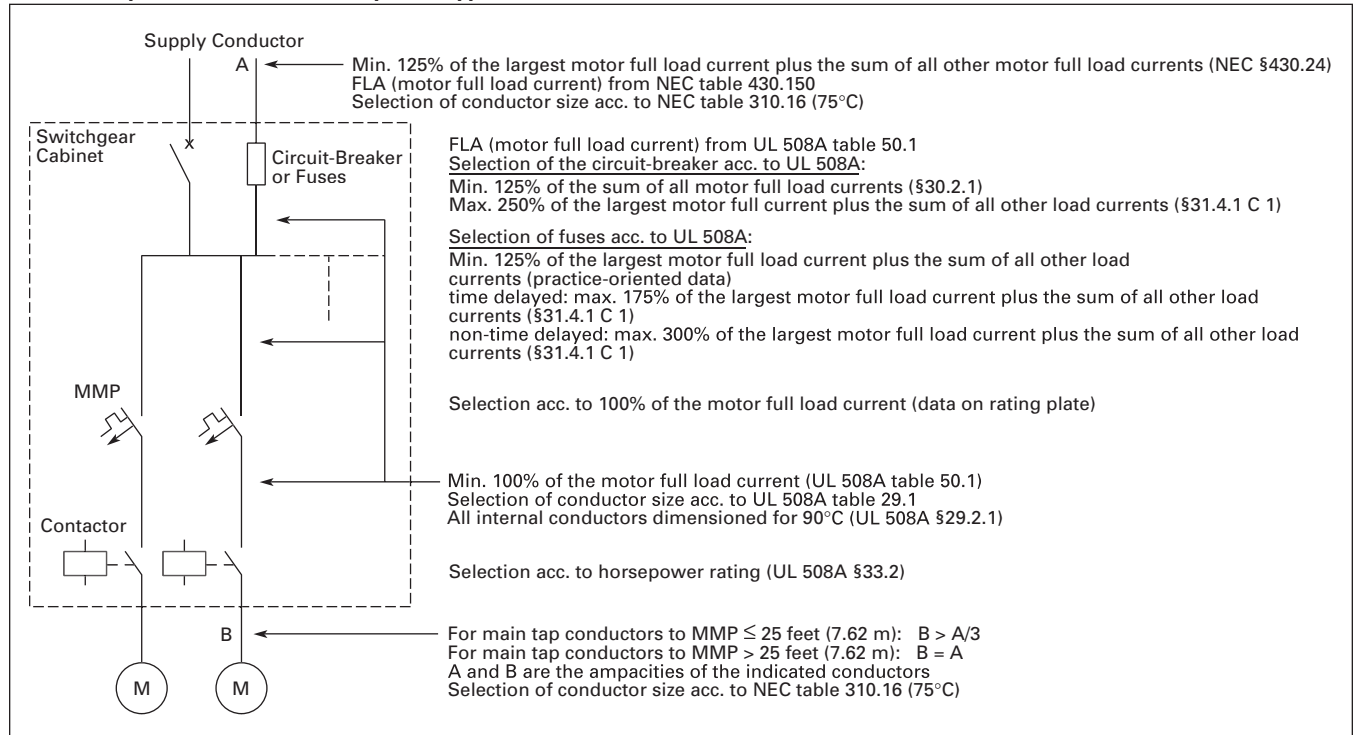 Supply Conductor
A
Min. 125% of the largest motor full load current plus the sum of all other motor full load currents (NEC §430.24)
FLA (motor full load current) from NEC table 430.150
Selection of conductor size acc. to NEC table 310.16 (75°C)
Switchgear
Cabinet
Circuit-Breaker
or Fuses
FLA (motor full load current) from UL 508A table 50.1
Selection of the circuit-breaker acc. to UL 508A:
Min. 125% of the sum of all motor full load currents (§30.2.1)
Max. 250% of the largest motor full current plus the sum of all other load currents (§31.4.1 C 1)
Selection of fuses acc. to UL 508A:
Min. 125% of the largest motor full load current plus the sum of all other load
currents (practice-oriented data)
time delayed: max. 175% of the largest motor full load current plus the sum of all other load
currents (§31.4.1 C 1)
non-time delayed: max. 300% of the largest motor full load current plus the sum of all other load
currents (§31.4.1 C 1)
MMP
Selection acc. to 100% of the motor full load current (data on rating plate)
Min. 100% of the motor full load current (UL 508A table 50.1)
Selection of conductor size acc. to UL 508A table 29.1
All internal conductors dimensioned for 90°C (UL 508A §29.2.1)
Contactor
Selection acc. to horsepower rating (UL 508A §33.2)
B
For main tap conductors to MMP ≤ 25 feet (7.62 m): B > A/3
For main tap conductors to MMP > 25 feet (7.62 m): B = A
A and B are the ampacities of the indicated conductors
Selection of conductor size acc. to NEC table 310.16 (75°C)
M
M